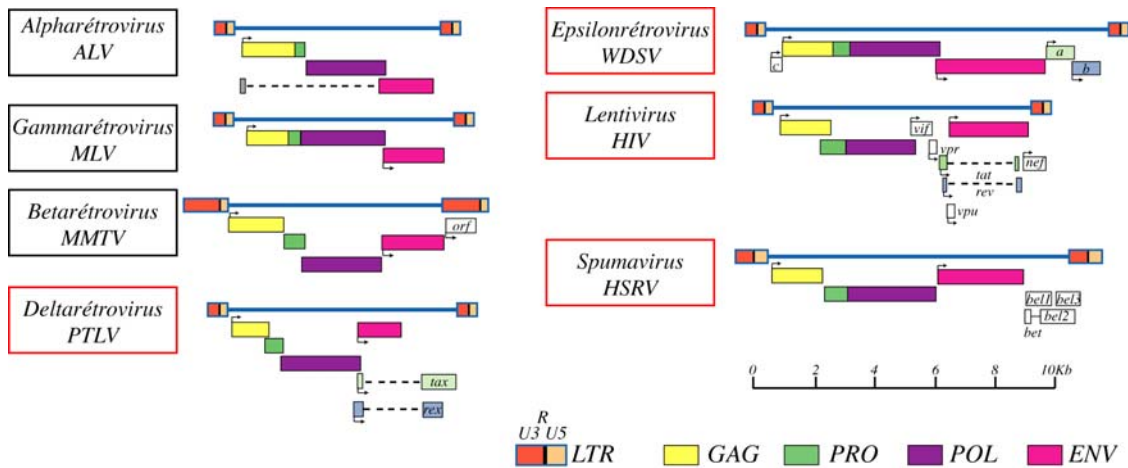 Alpharétrovirus
ALV
Gammarétrovirus
MLV
Betarétrovirus
MMTV
orf
Deltarétrovirus
PTLV
tax
rex
Epsilonrétrovirus
WDSV
c
a
b
Lentivirus
HIV
vif
vpr
tat
nef
rev
vpu
Spumavirus
HSRV
bel1 bel3
bel2
bet
0 2 4 6 8 10Kb
R
U3 U5 LTR GAG PRO POL ENV